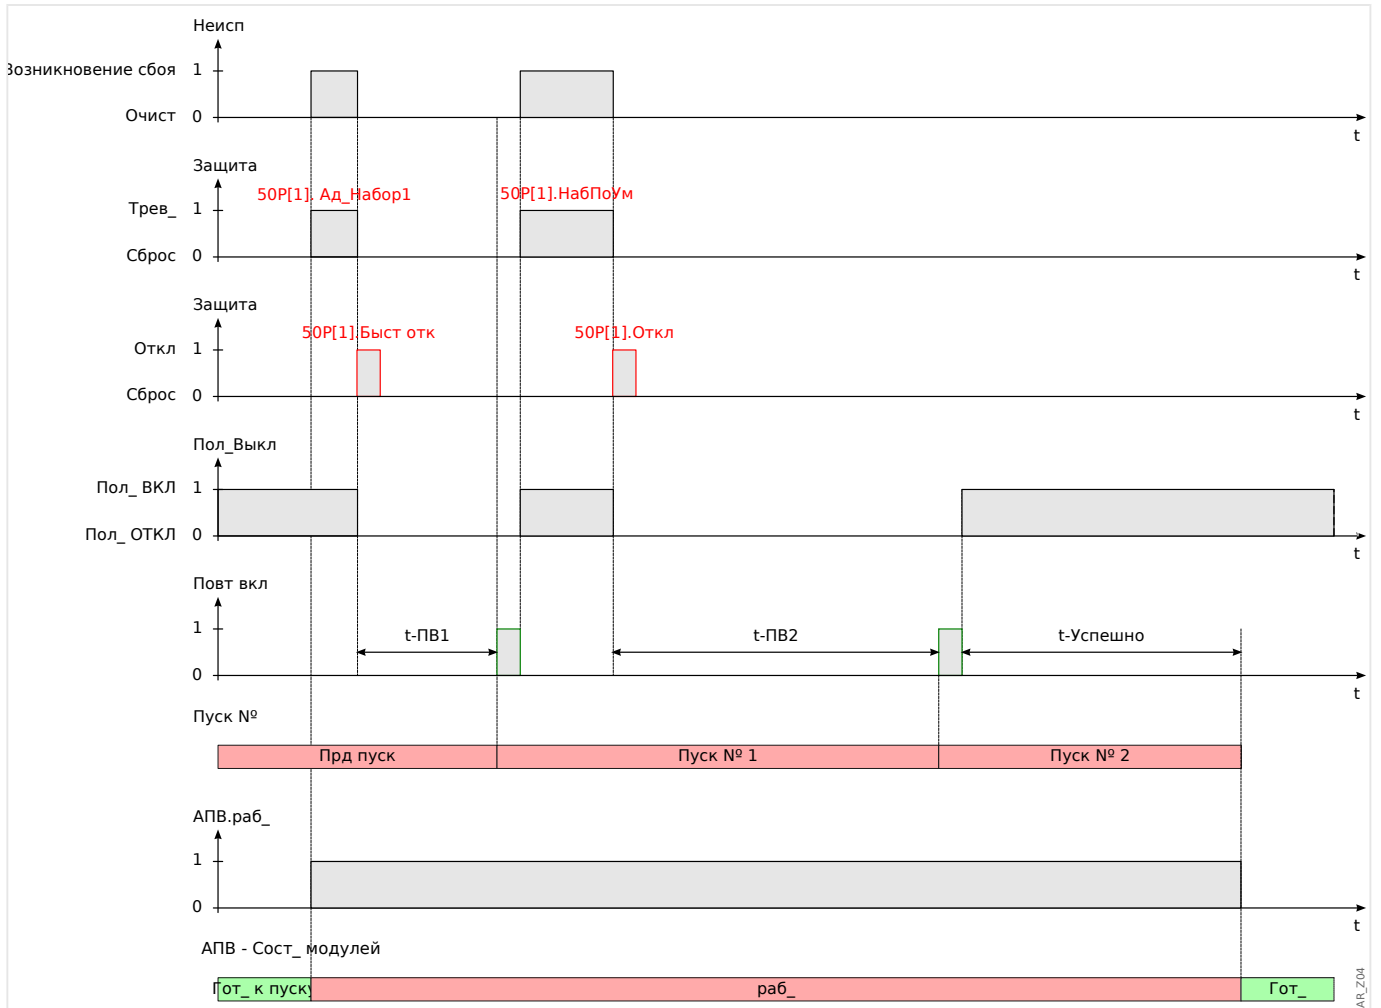 Неисп
Возникновение сбоя 1
Очист 0
t
Защита
50P[1]. Ад_Набор1 50P[1].НабПоУм
Трев_ 1
Сброс 0
t
Защита
50P[1].Быст отк 50P[1].Откл
Откл 1
Сброс 0
t
Пол_Выкл
Пол_ ВКЛ 1
Пол_ ОТКЛ 0
t
Повт вкл
1 t-ПВ1 t-ПВ2 t-Успешно
0
t
Пуск №
Прд пуск Пуск № 1 Пуск № 2
АПВ.раб_
1
0
t
АПВ - Сост_ модулей
Гот_ к пуску раб_ Гот_
AR_Z04